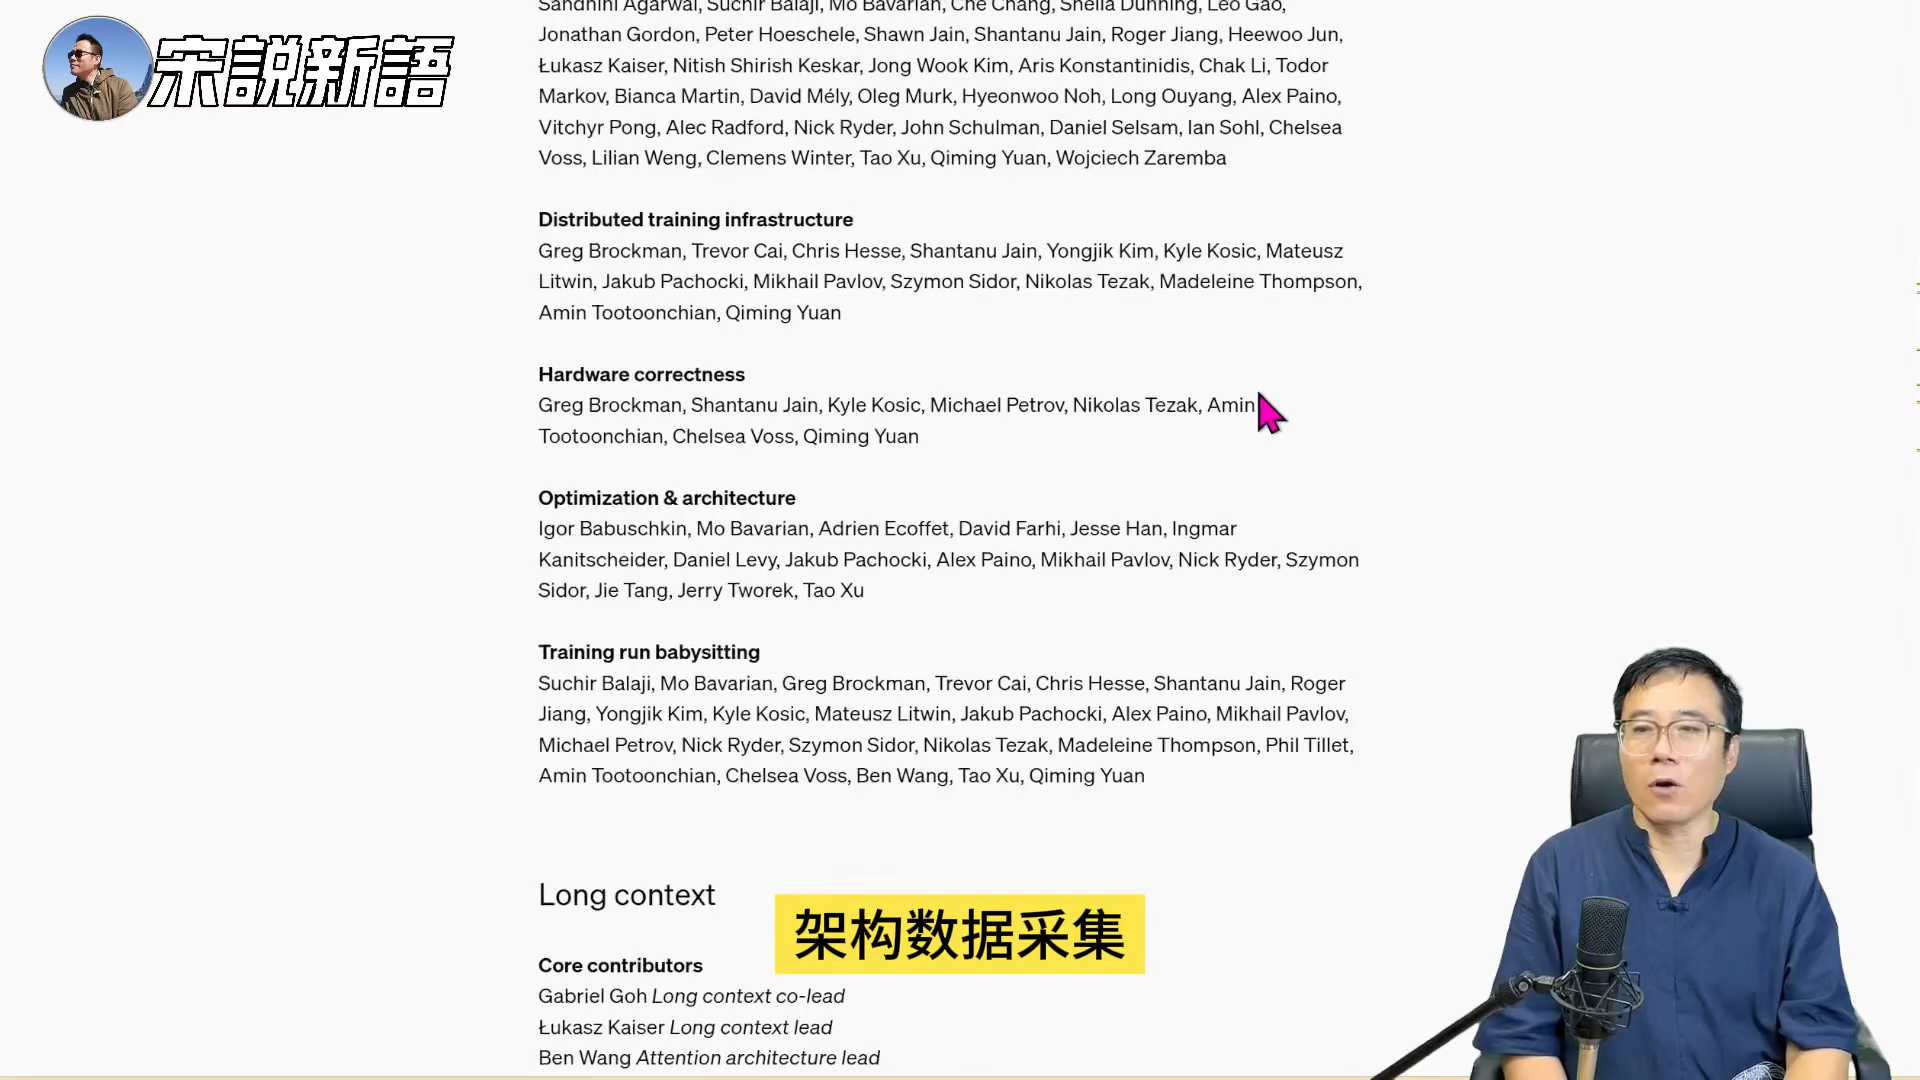 宋説新語
Sandhini Agarwal, Suchir Balaji, Mo Bavarian, Che Chang, Sheila Dunning, Leo Gao,
Jonathan Gordon, Peter Hoeschele, Shawn Jain, Shantanu Jain, Roger Jiang, Heewoo Jun,
Łukasz Kaiser, Nitish Shirish Keskar, Jong Wook Kim, Aris Konstantinidis, Chak Li, Todor
Markov, Bianca Martin, David Mély, Oleg Murk, Hyeonwoo Noh, Long Ouyang, Alex Paino,
Vitchyr Pong, Alec Radford, Nick Ryder, John Schulman, Daniel Selsam, Ian Sohl, Chelsea
Voss, Lilian Weng, Clemens Winter, Tao Xu, Qiming Yuan, Wojciech Zaremba
Distributed training infrastructure
Greg Brockman, Trevor Cai, Chris Hesse, Shantanu Jain, Yongjik Kim, Kyle Kosic, Mateusz
Litwin, Jakub Pachocki, Mikhail Pavlov, Szymon Sidor, Nikolas Tezak, Madeleine Thompson,
Amin Tootoonchian, Qiming Yuan
Hardware correctness
Greg Brockman, Shantanu Jain, Kyle Kosic, Michael Petrov, Nikolas Tezak, Amin
Tootoonchian, Chelsea Voss, Qiming Yuan
Optimization & architecture
Igor Babuschkin, Mo Bavarian, Adrien Ecoffet, David Farhi, Jesse Han, Ingmar
Kanitscheider, Daniel Levy, Jakub Pachocki, Alex Paino, Mikhail Pavlov, Nick Ryder, Szymon
Sidor, Jie Tang, Jerry Tworek, Tao Xu
Training run babysitting
Suchir Balaji, Mo Bavarian, Greg Brockman, Trevor Cai, Chris Hesse, Shantanu Jain, Roger
Jiang, Yongjik Kim, Kyle Kosic, Mateusz Litwin, Jakub Pachocki, Alex Paino, Mikhail Pavlov,
Michael Petrov, Nick Ryder, Szymon Sidor, Nikolas Tezak, Madeleine Thompson, Phil Tillet,
Amin Tootoonchian, Chelsea Voss, Ben Wang, Tao Xu, Qiming Yuan
Long context
架构数据采集
Core contributors
Gabriel Goh Long context co-lead
Łukasz Kaiser Long context lead
Ben Wang Attention architecture lead